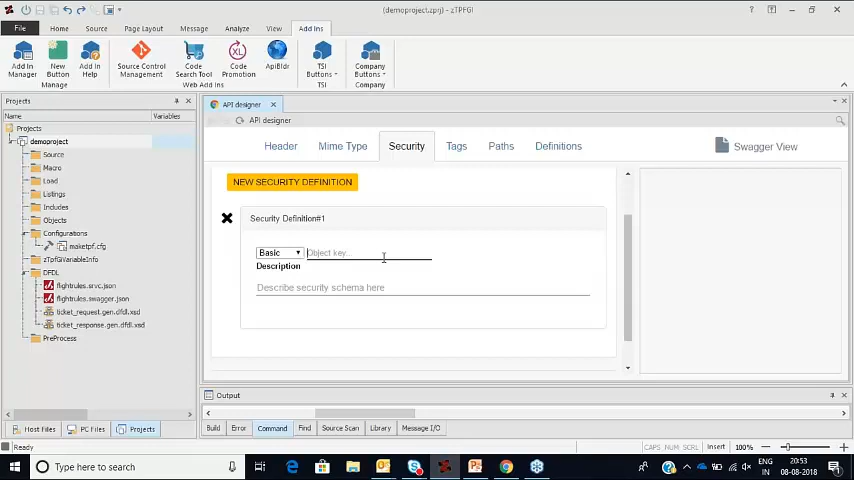 (demoproject.zprj) - zTPFGI
File
Home
Source
Page Layout
Message
Analyze
View
Add Ins
Add In Manager
New Button
Add In Help
Source Control Management
Code Search Tool
Code Promotion
ApiBldr
TSI Buttons
Company Buttons
Manage
Web Add Ins
TSI
Company
Projects
Name
Variables
Projects
demoproject
Source
Macro
Load
Listings
Includes
Objects
Configurations
maketpf.cfg
zTpfGiVariableInfo
DFDL
flightrules.srvc.json
flightrules.swagger.json
ticket_request.gen.dfdl.xsd
ticket_response.gen.dfdl.xsd
PreProcess
Host Files
PC Files
Projects
API designer
API designer
Header
Mime Type
Security
Tags
Paths
Definitions
Swagger View
NEW SECURITY DEFINITION
Security Definition#1
Basic
Object key...
Description
Describe security schema here
Output
Build
Error
Command
Find
Source Scan
Library
Message I/O
Ready
CAPS NUM SCRL
Insert
100%
Type here to search
ENG
IN
20:53
08-08-2018